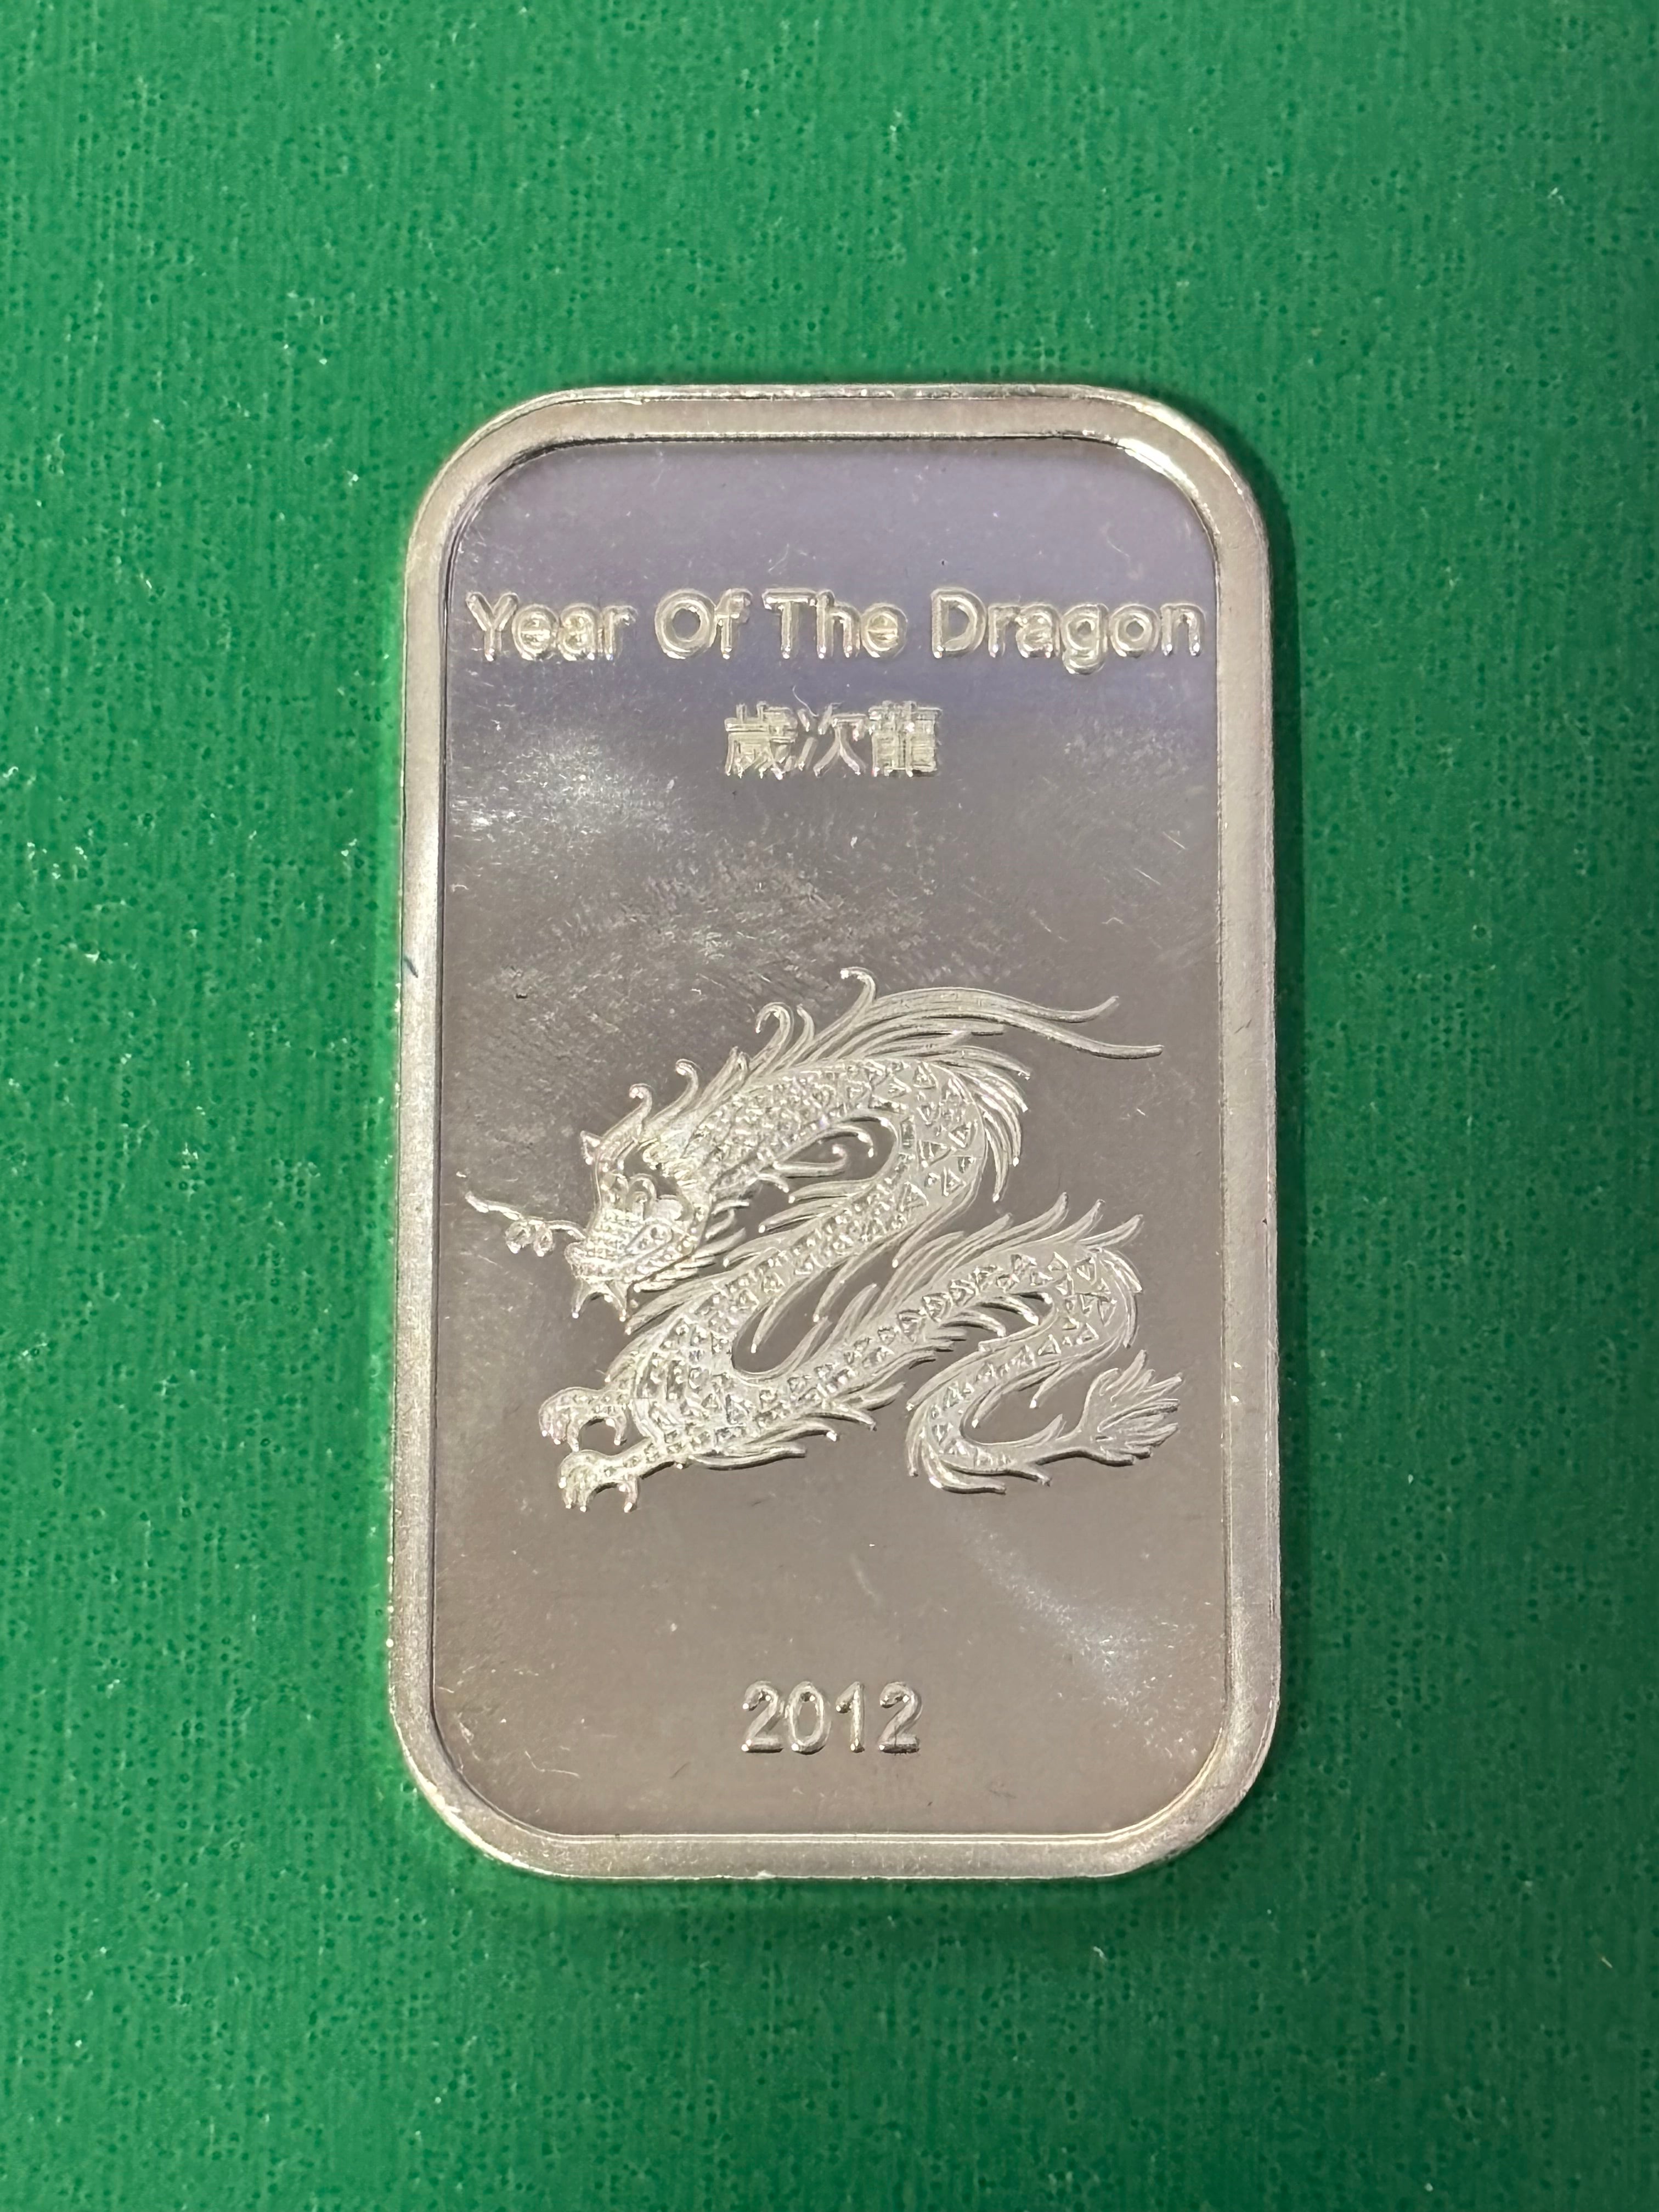 Year Of The Dragon
歲次龍
2012